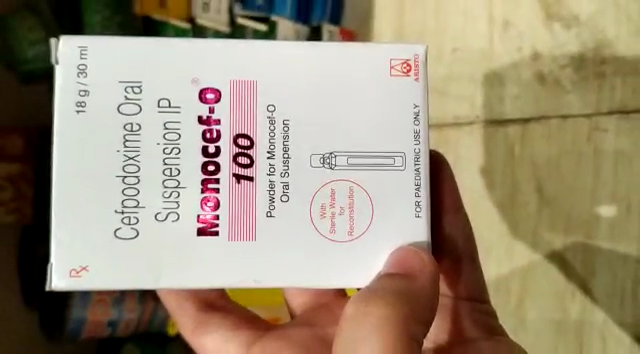 18 g / 30 ml
Rx
Cefpodoxime Oral
Suspension IP
Monocef-O®
100
Powder for Monocef-O
Oral Suspension
With
Sterile Water
for
Reconstitution
ARISTO
FOR PAEDIATRIC USE ONLY